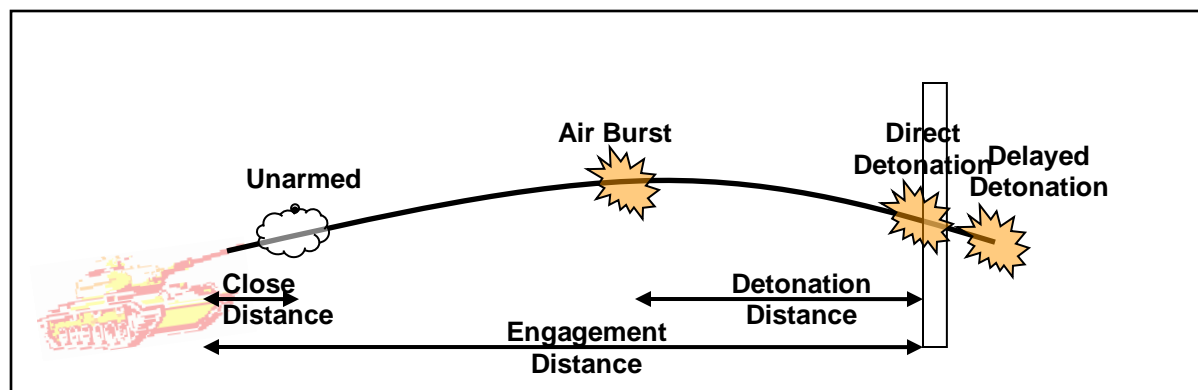 Air Burst
Direct
Detonation
Delayed
Detonation
Unarmed
Close
Distance
Detonation
Distance
Engagement
Distance